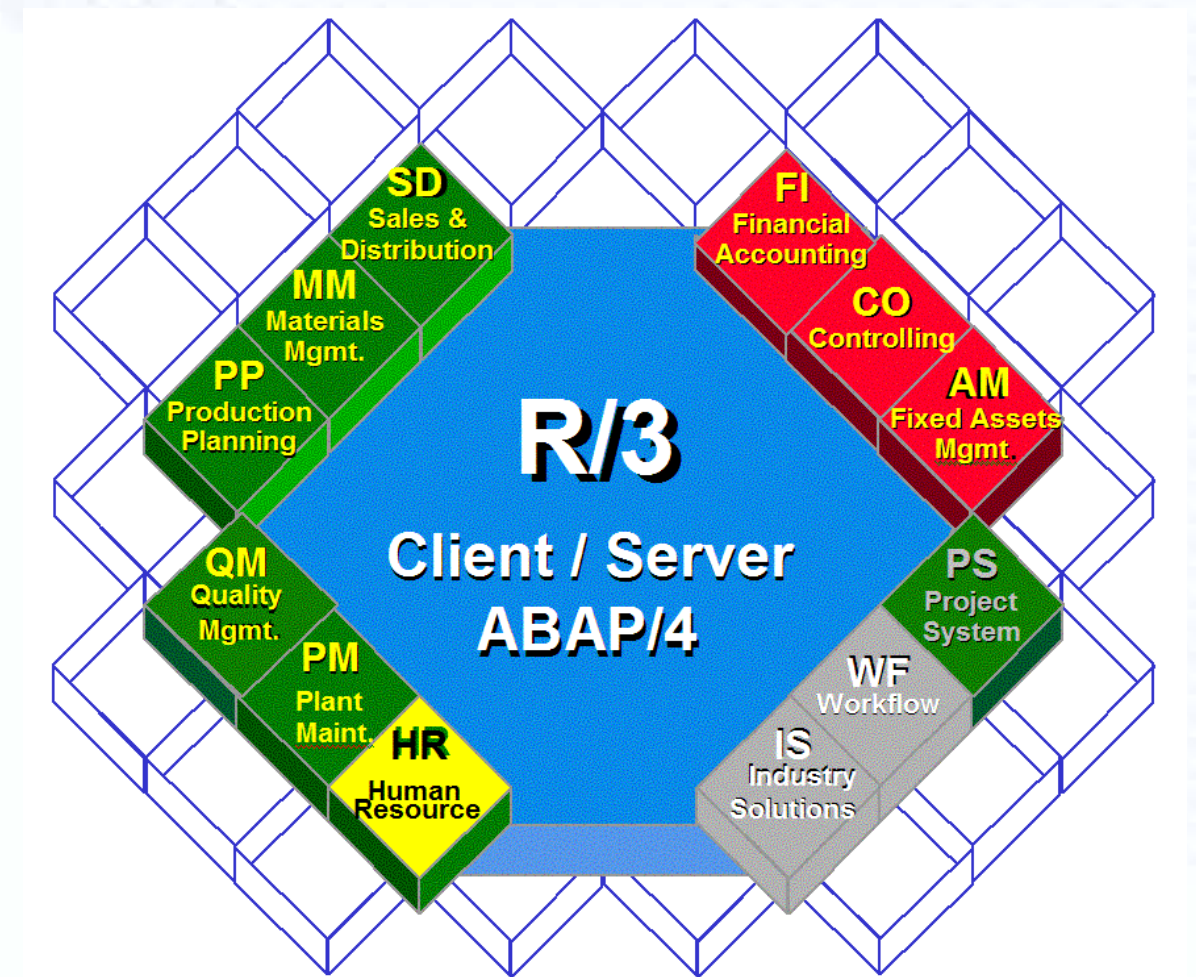 SD
Sales &
Distribution
MM
Materials
Mgmt.
PP
Production
Planning
FI
Financial
Accounting
CO
Controlling
AM
Fixed Assets
Mgmt.
R/3
Client / Server
ABAP/4
QM
Quality
Mgmt.
PM
Plant
Maint.
HR
Human
Resource
PS
Project
System
WF
Workflow
IS
Industry
Solutions